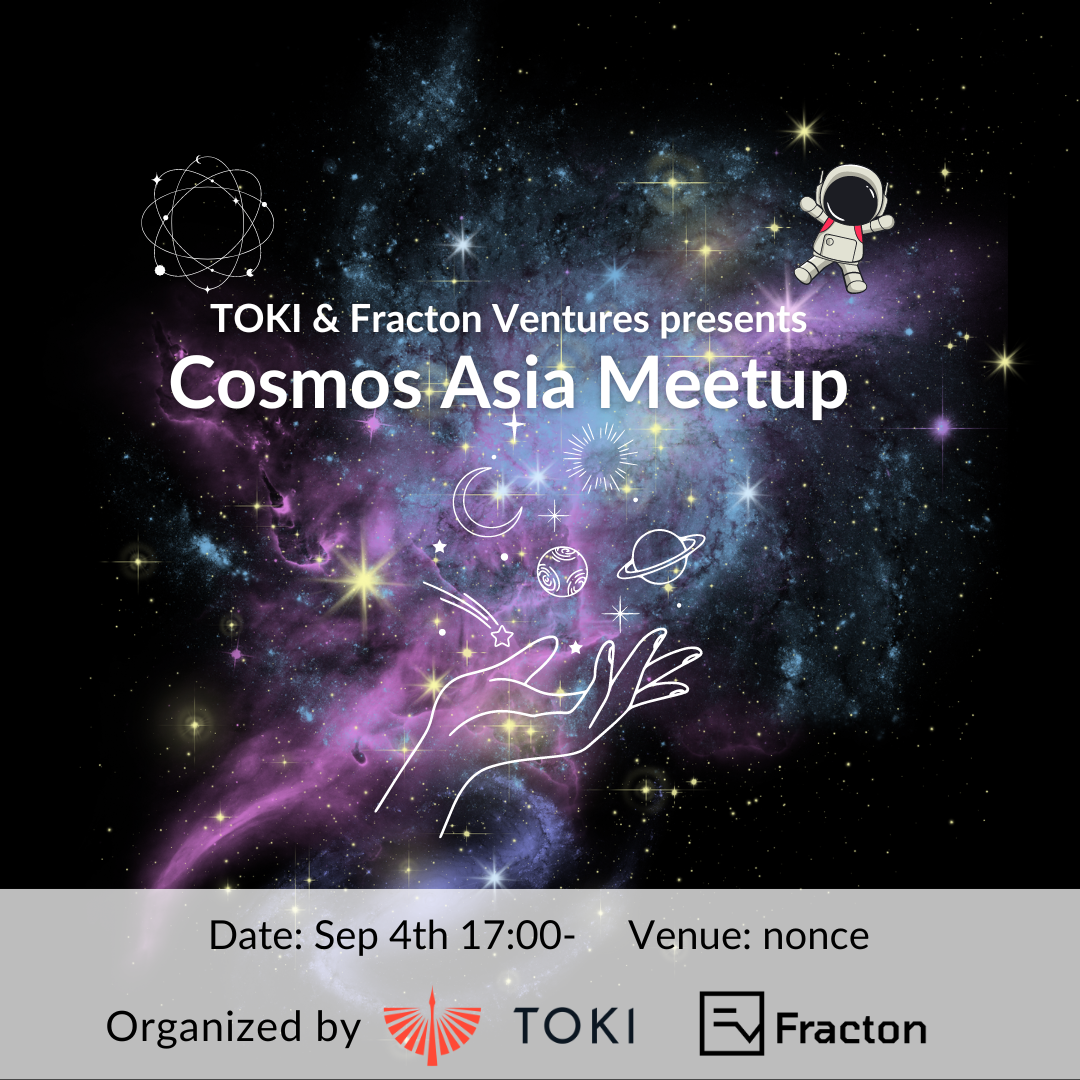 TOKI & Fracton Ventures presents
Cosmos Asia Meetup
Date: Sep 4th 17:00- Venue: nonce
Organized by TOKI Fracton